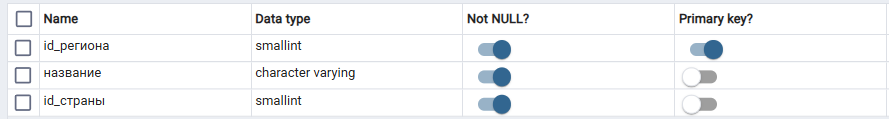 Name Data type Not NULL? Primary key?
id_региона smallint
название character varying
id_страны smallint